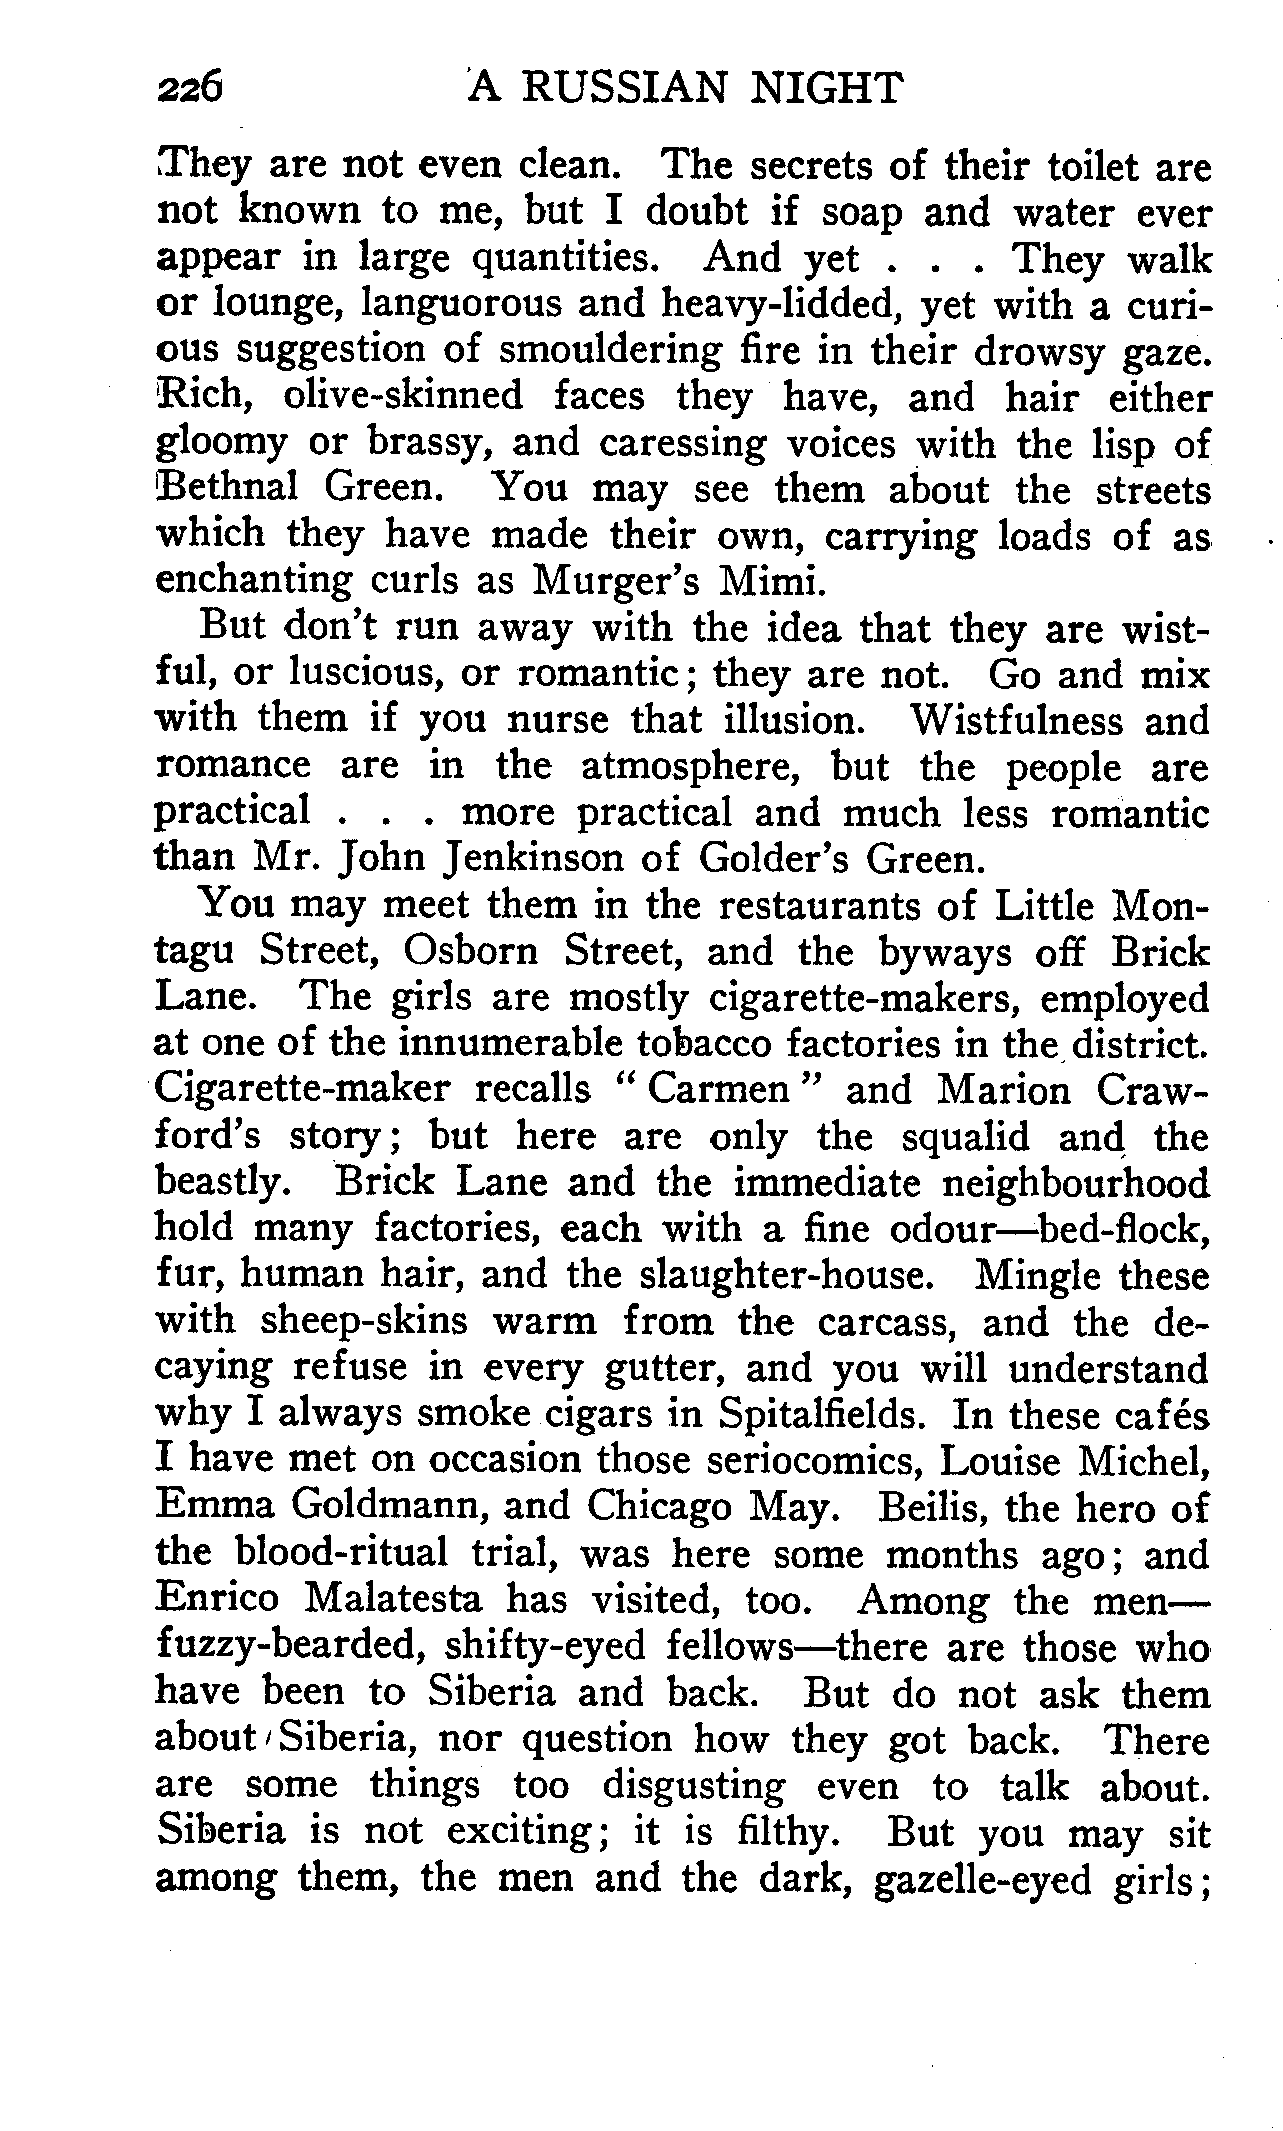 226 A RUSSIAN NIGHT
They are not even clean. The secrets of their toilet are
not known to me, but I doubt if soap and water ever
appear in large quantities. And yet . . . They walk
or lounge, languorous and heavy-lidded, yet with a curi-
ous suggestion of smouldering fire in their drowsy gaze.
Rich, olive-skinned faces they have, and hair either
gloomy or brassy, and caressing voices with the lisp of
Bethnal Green. You may see them about the streets
which they have made their own, carrying loads of as
enchanting curls as Murger's Mimi.
But don't run away with the idea that they are wist-
ful, or luscious, or romantic; they are not. Go and mix
with them if you nurse that illusion. Wistfulness and
romance are in the atmosphere, but the people are
practical . . . more practical and much less romantic
than Mr. John Jenkinson of Golder's Green.
You may meet them in the restaurants of Little Mon-
tagu Street, Osborn Street, and the byways off Brick
Lane. The girls are mostly cigarette-makers, employed
at one of the innumerable tobacco factories in the district.
Cigarette-maker recalls " Carmen " and Marion Craw-
ford's story; but here are only the squalid and the
beastly. Brick Lane and the immediate neighbourhood
hold many factories, each with a fine odour—bed-flock,
fur, human hair, and the slaughter-house. Mingle these
with sheep-skins warm from the carcass, and the de-
caying refuse in every gutter, and you will understand
why I always smoke cigars in Spitalfields. In these cafés
I have met on occasion those seriocomics, Louise Michel,
Emma Goldmann, and Chicago May. Beilis, the hero of
the blood-ritual trial, was here some months ago; and
Enrico Malatesta has visited, too. Among the men—
fuzzy-bearded, shifty-eyed fellows—there are those who
have been to Siberia and back. But do not ask them
about Siberia, nor question how they got back. There
are some things too disgusting even to talk about.
Siberia is not exciting; it is filthy. But you may sit
among them, the men and the dark, gazelle-eyed girls;